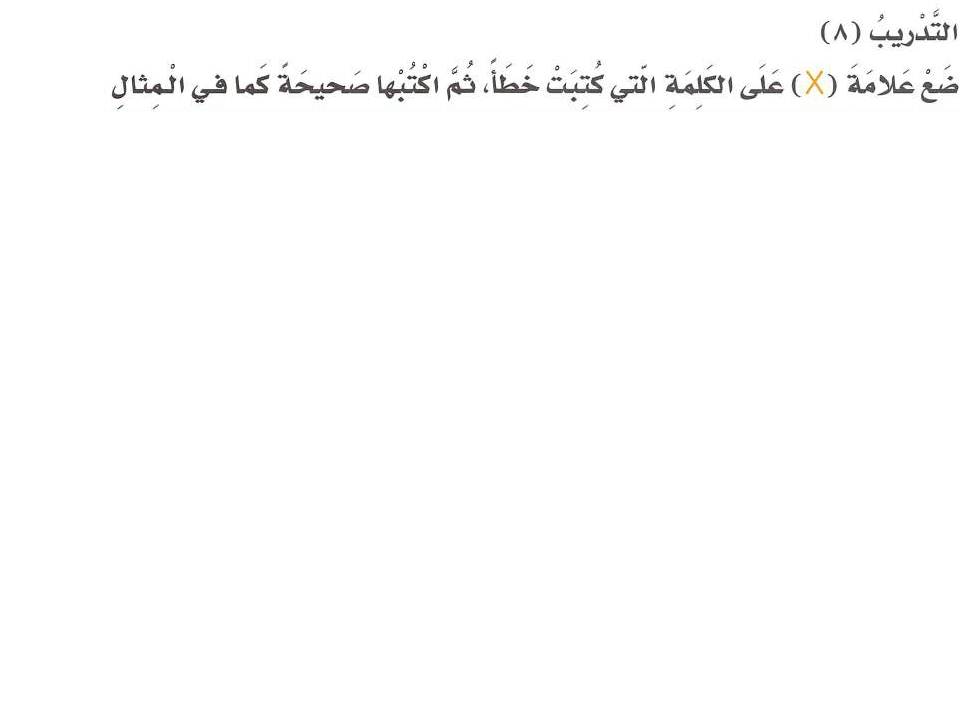 التَّدْريبُ (٨)
ضَعْ عَلامَةَ (X) عَلَى الكَلِمَةِ الّتي كُتِبَتْ خَطَأً، ثُمَّ اكْتُبْها صَحيحَةً كَما في الْمِثالِ